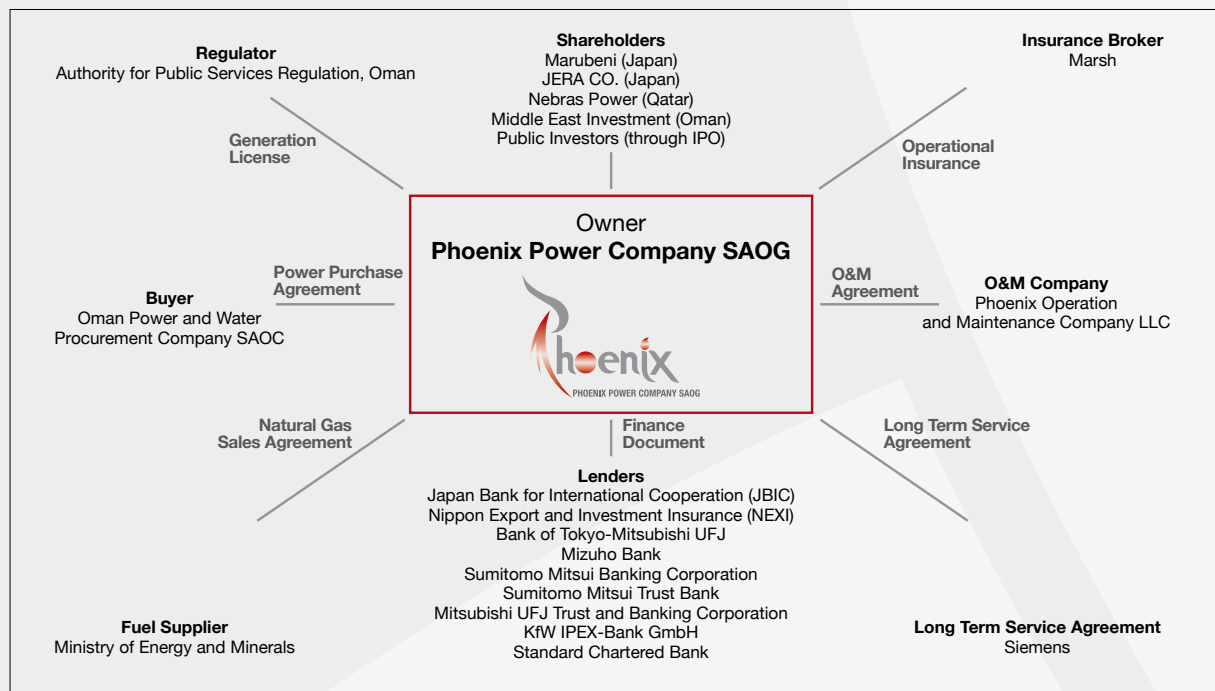 Regulator
Authority for Public Services Regulation, Oman
Shareholders
Marubeni (Japan)
JERA CO. (Japan)
Nebras Power (Qatar)
Middle East Investment (Oman)
Public Investors (through IPO)
Insurance Broker
Marsh
Generation
License
Operational
Insurance
Owner
Phoenix Power Company SAOG
Phoenix
PHOENIX POWER COMPANY SAOG
Power Purchase
Agreement
Buyer
Oman Power and Water
Procurement Company SAOC
O&M
Agreement
O&M Company
Phoenix Operation
and Maintenance Company LLC
Natural Gas
Sales Agreement
Finance
Document
Long Term Service
Agreement
Lenders
Japan Bank for International Cooperation (JBIC)
Nippon Export and Investment Insurance (NEXI)
Bank of Tokyo-Mitsubishi UFJ
Mizuho Bank
Sumitomo Mitsui Banking Corporation
Sumitomo Mitsui Trust Bank
Mitsubishi UFJ Trust and Banking Corporation
KfW IPEX-Bank GmbH
Standard Chartered Bank
Fuel Supplier
Ministry of Energy and Minerals
Long Term Service Agreement
Siemens